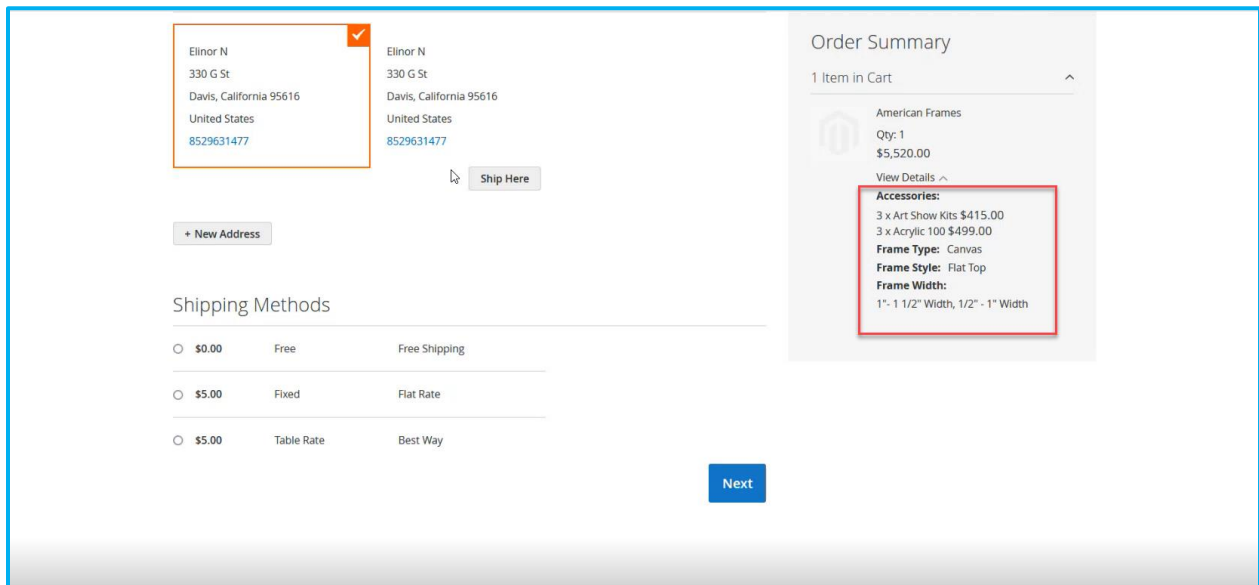 Elinor N
330 G St
Davis, California 95616
United States
8529631477
Elinor N
330 G St
Davis, California 95616
United States
8529631477
Ship Here
+ New Address
Shipping Methods
$0.00 Free Free Shipping
$5.00 Fixed Flat Rate
$5.00 Table Rate Best Way
Next
Order Summary
1 Item in Cart
American Frames
Qty: 1
$5,520.00
View Details
Accessories:
3 x Art Show Kits $415.00
3 x Acrylic 100 $499.00
Frame Type: Canvas
Frame Style: Flat Top
Frame Width:
1"- 1 1/2" Width, 1/2" - 1" Width